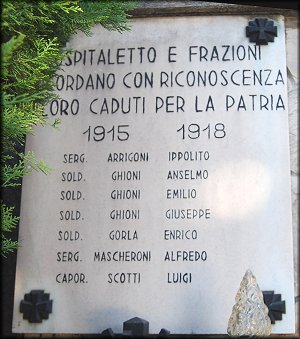 OSPITALETTO E FRAZIONI
ORDANO CON RICONOSCENZA
LORO CADUTI PER LA PATRIA
1915 1918
SERG. ARRIGONI IPPOLITO
SOLD. GHIONI ANSELMO
SOLD. GHIONI EMILIO
SOLD. GHIONI GIUSEPPE
SOLD. GORLA ENRICO
SERG. MASCHERONI ALFREDO
CAPOR. SCOTTI LUIGI